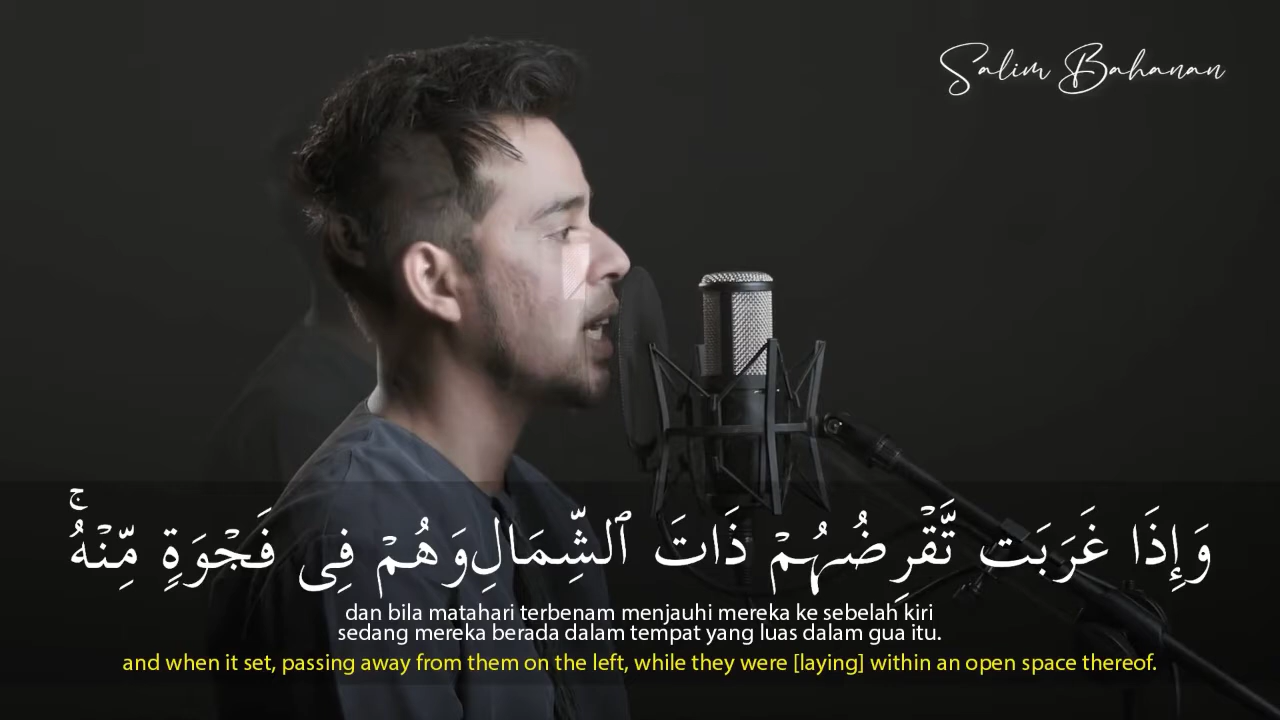 Salim Bahanan
وَإِذَا غَرَبَت تَّقْرِضُهُمْ ذَاتَ ٱلشِّمَالِ وَهُمْ فِى فَجْوَةٍ مِّنْهُ ۚ
dan bila matahari terbenam menjauhi mereka ke sebelah kiri
sedang mereka berada dalam tempat yang luas dalam gua itu.
and when it set, passing away from them on the left, while they were [laying] within an open space thereof.